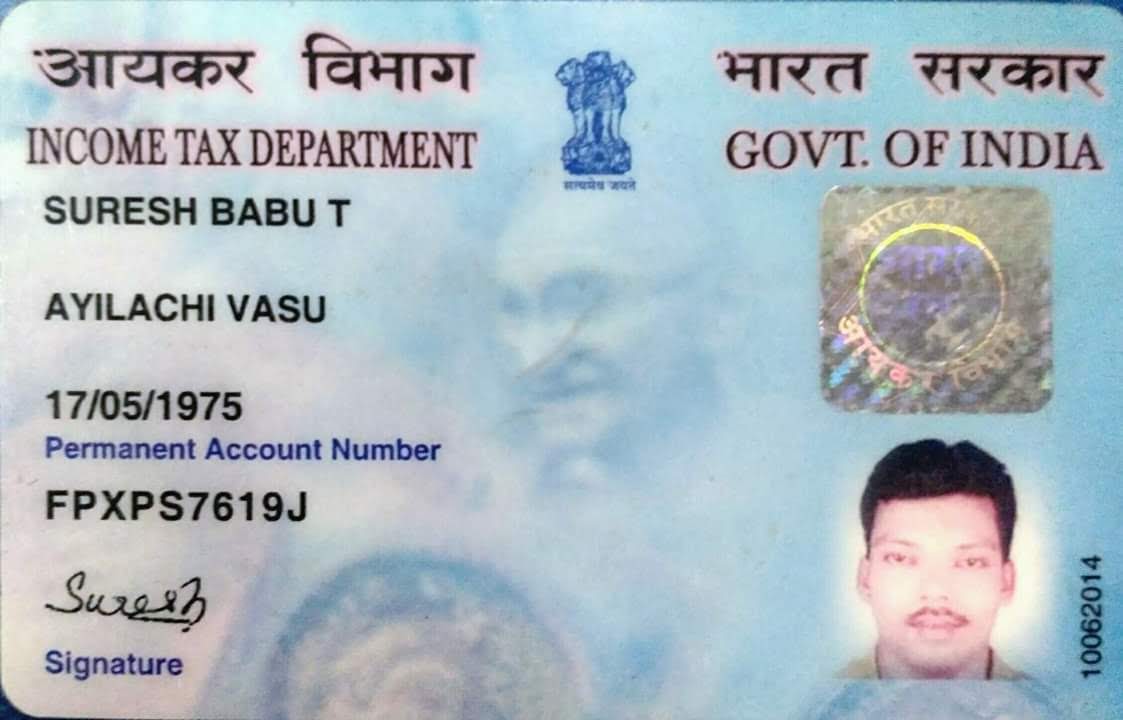 आयकर विभाग
INCOME TAX DEPARTMENT
सत्यमेव जयते
भारत सरकार
GOVT. OF INDIA
SURESH BABU T
AYILACHI VASU
17/05/1975
Permanent Account Number
FPXPS7619J
Suresh
Signature
आयकर विभाग
10062014